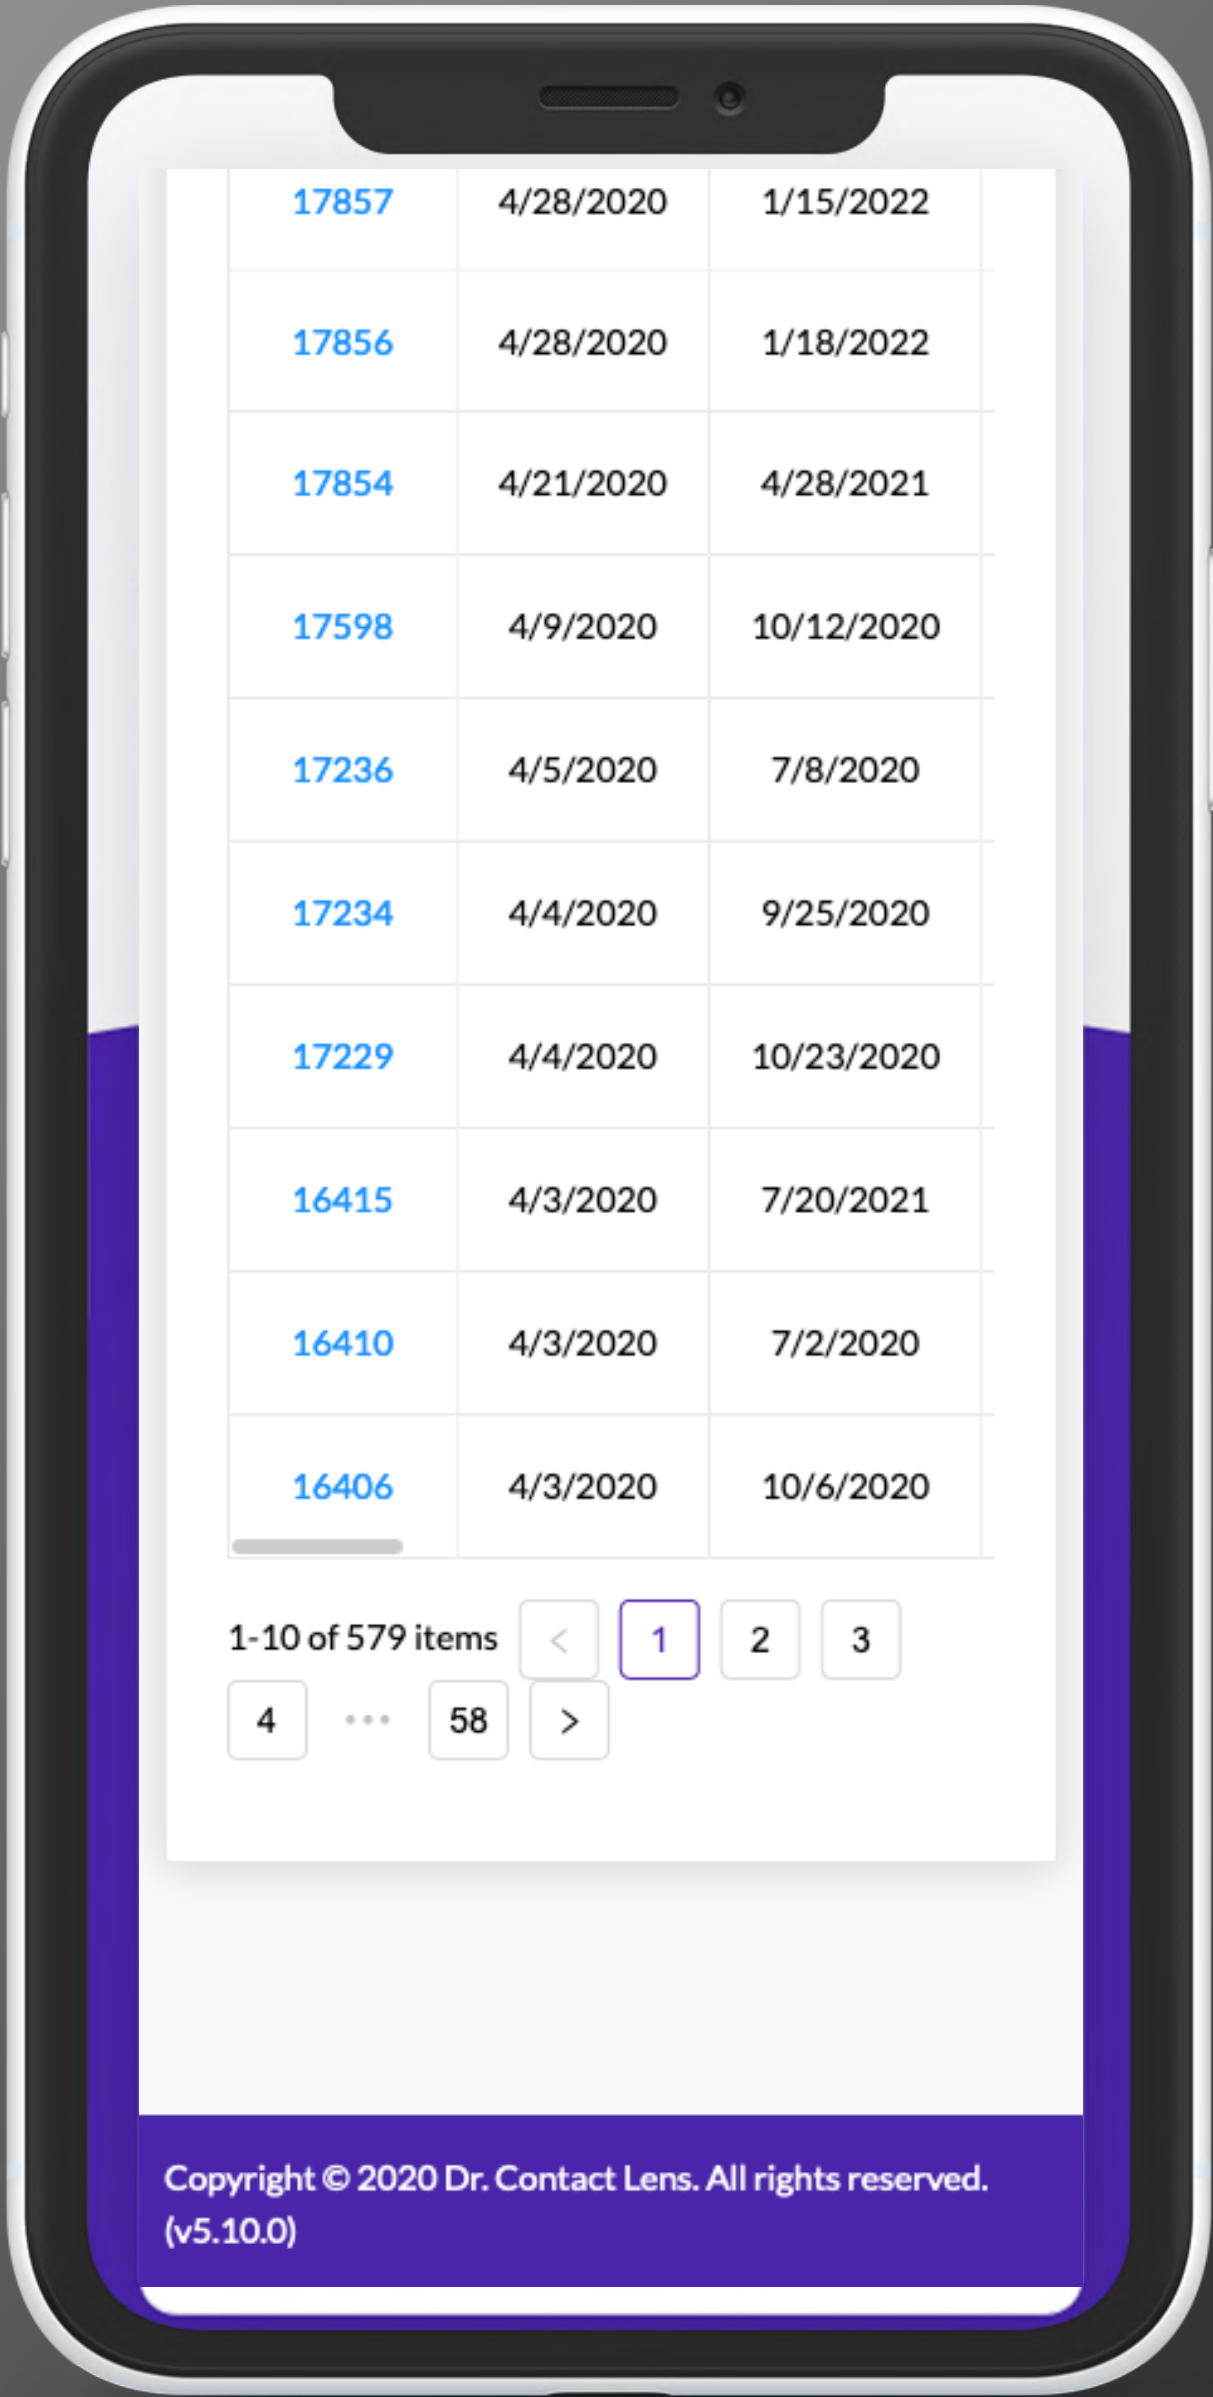 17857 4/28/2020 1/15/2022
17856 4/28/2020 1/18/2022
17854 4/21/2020 4/28/2021
17598 4/9/2020 10/12/2020
17236 4/5/2020 7/8/2020
17234 4/4/2020 9/25/2020
17229 4/4/2020 10/23/2020
16415 4/3/2020 7/20/2021
16410 4/3/2020 7/2/2020
16406 4/3/2020 10/6/2020
1-10 of 579 items < 1 2 3
4 ••• 58 >
Copyright © 2020 Dr. Contact Lens. All rights reserved.
(v5.10.0)